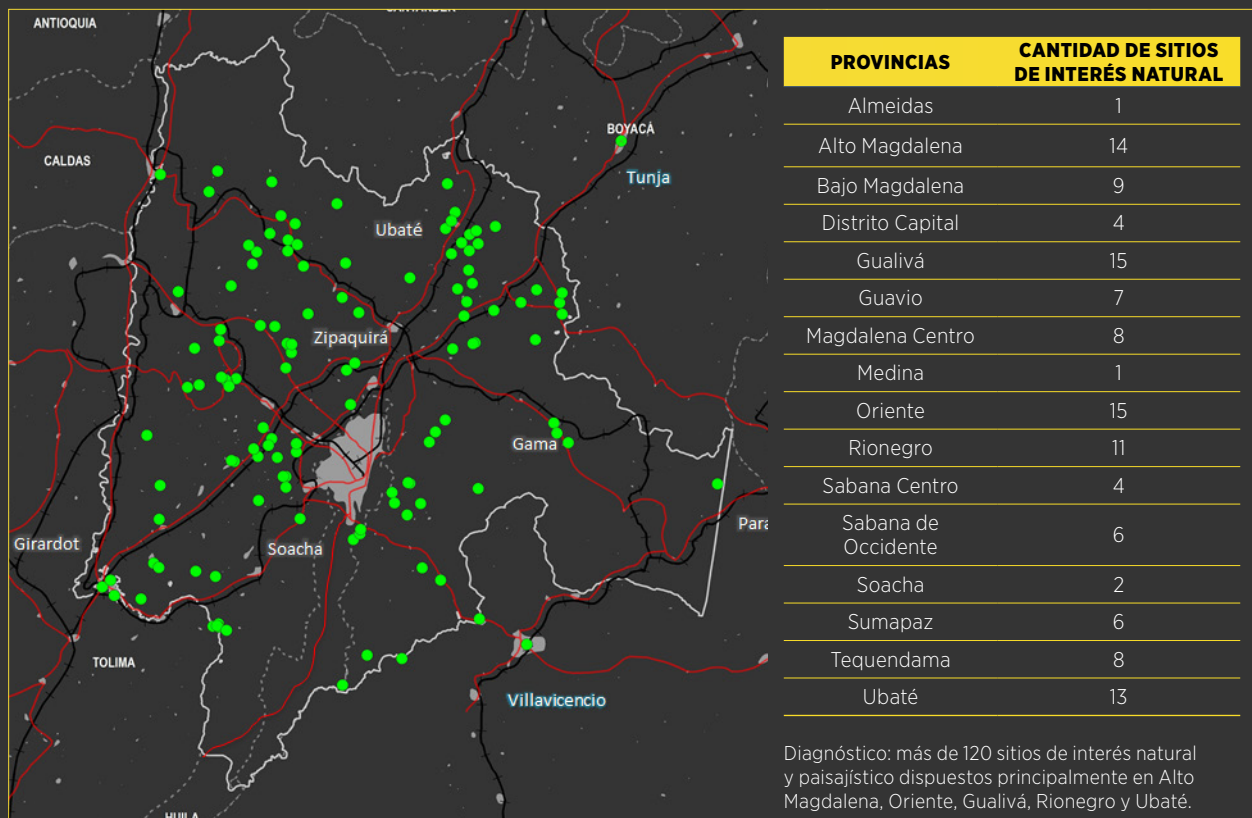 SANTANDER
ANTIOQUIA
BOYACÁ
CALDAS
Tunja
Ubaté
Zipaquirá
Gama
Girardot
Soacha
Para
TOLIMA
Villavicencio
HUILA
PROVINCIAS
CANTIDAD DE SITIOS
DE INTERÉS NATURAL
Almeidas 1
Alto Magdalena 14
Bajo Magdalena 9
Distrito Capital 4
Gualivá 15
Guavio 7
Magdalena Centro 8
Medina 1
Oriente 15
Rionegro 11
Sabana Centro 4
Sabana de
Occidente 6
Soacha 2
Sumapaz 6
Tequendama 8
Ubaté 13
Diagnóstico: más de 120 sitios de interés natural
y paisajístico dispuestos principalmente en Alto
Magdalena, Oriente, Gualivá, Rionegro y Ubaté.